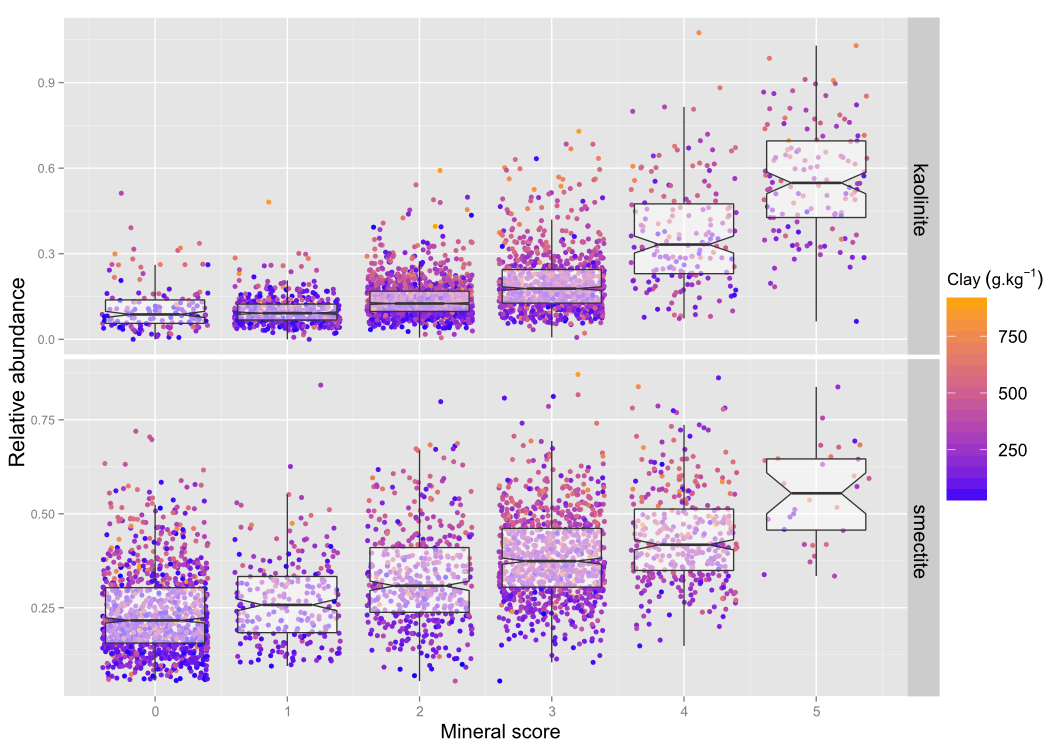 Relative abundance
0.9
0.6
0.3
0.0
kaolinite
0.75
0.50
0.25
smectite
0 1 2 3 4 5
Mineral score
Clay (g.kg⁻¹)
750
500
250